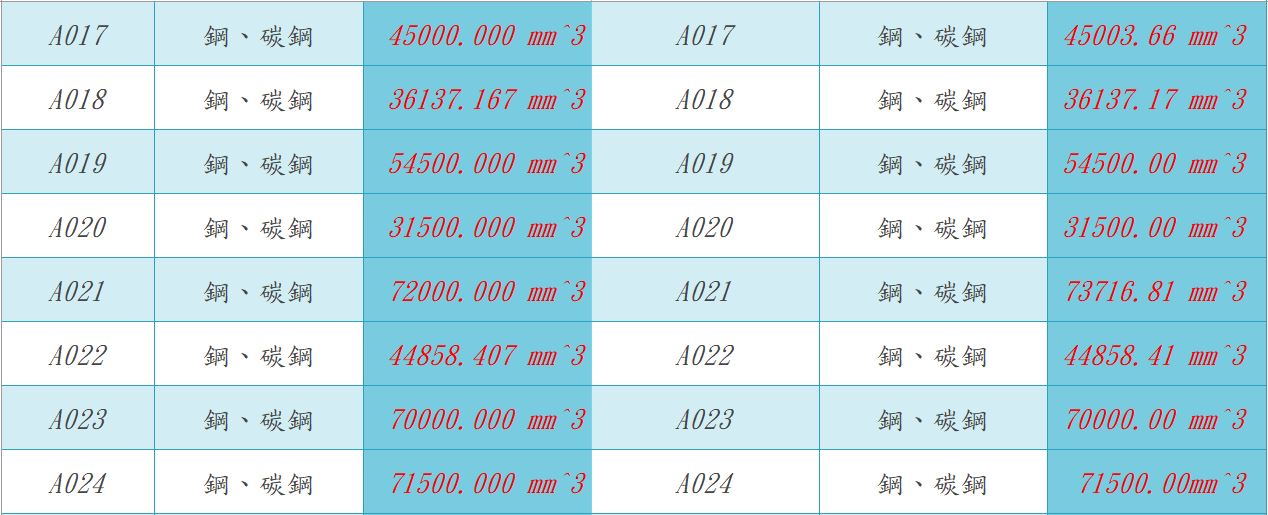 A017 鋼、碳鋼 45000.000 mm^3 A017 鋼、碳鋼 45003.66 mm^3
A018 鋼、碳鋼 36137.167 mm^3 A018 鋼、碳鋼 36137.17 mm^3
A019 鋼、碳鋼 54500.000 mm^3 A019 鋼、碳鋼 54500.00 mm^3
A020 鋼、碳鋼 31500.000 mm^3 A020 鋼、碳鋼 31500.00 mm^3
A021 鋼、碳鋼 72000.000 mm^3 A021 鋼、碳鋼 73716.81 mm^3
A022 鋼、碳鋼 44858.407 mm^3 A022 鋼、碳鋼 44858.41 mm^3
A023 鋼、碳鋼 70000.000 mm^3 A023 鋼、碳鋼 70000.00 mm^3
A024 鋼、碳鋼 71500.000 mm^3 A024 鋼、碳鋼 71500.00mm^3